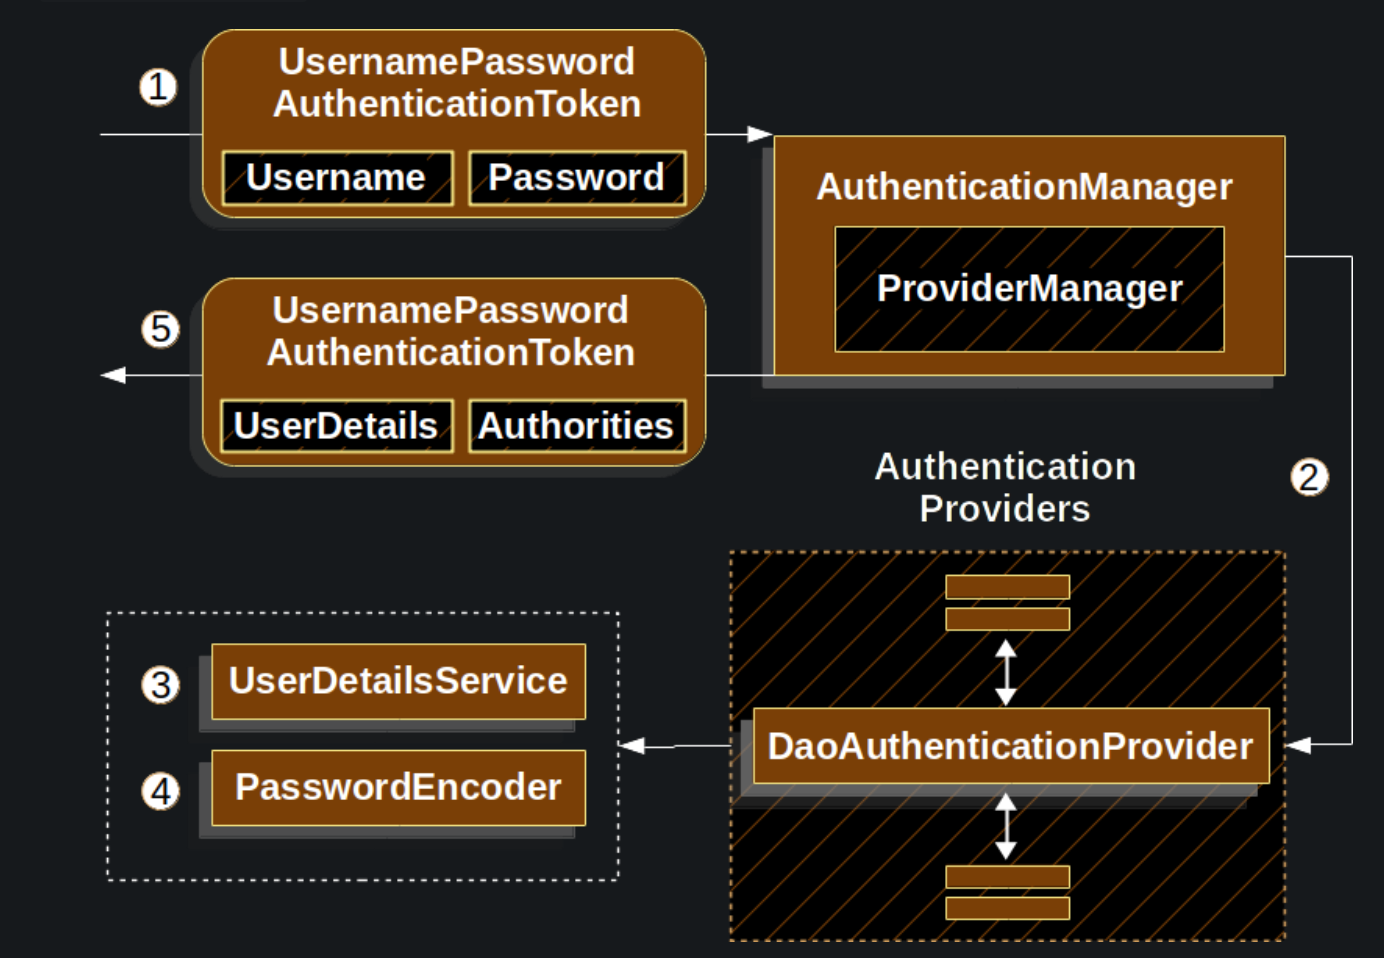 ①
UsernamePassword
AuthenticationToken
Username
Password
AuthenticationManager
ProviderManager
⑤
UsernamePassword
AuthenticationToken
UserDetails
Authorities
Authentication
Providers
②
③
UserDetailsService
DaoAuthenticationProvider
④
PasswordEncoder